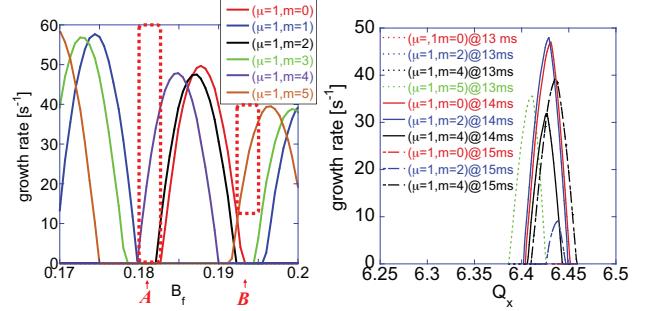 (μ=1,m=0)
(μ=1,m=1)
(μ=1,m=2)
(μ=1,m=3)
(μ=1,m=4)
(μ=1,m=5)
growth rate [s⁻¹]
60
50
40
30
20
10
0
0.17
0.18
0.19
0.2
B_f
A
B
growth rate [s⁻¹]
50
40
30
20
10
0
6.25
6.3
6.35
6.4
6.45
6.5
Q_x
(μ=,1m=0)@13 ms
(μ=1,m=2)@13ms
(μ=1,m=4)@13ms
(μ=1,m=5)@13ms
(μ=1,m=0)@14ms
(μ=1,m=2)@14ms
(μ=1,m=4)@14ms
(μ=1,m=0)@15ms
(μ=1,m=2)@15ms
(μ=1,m=4)@15ms